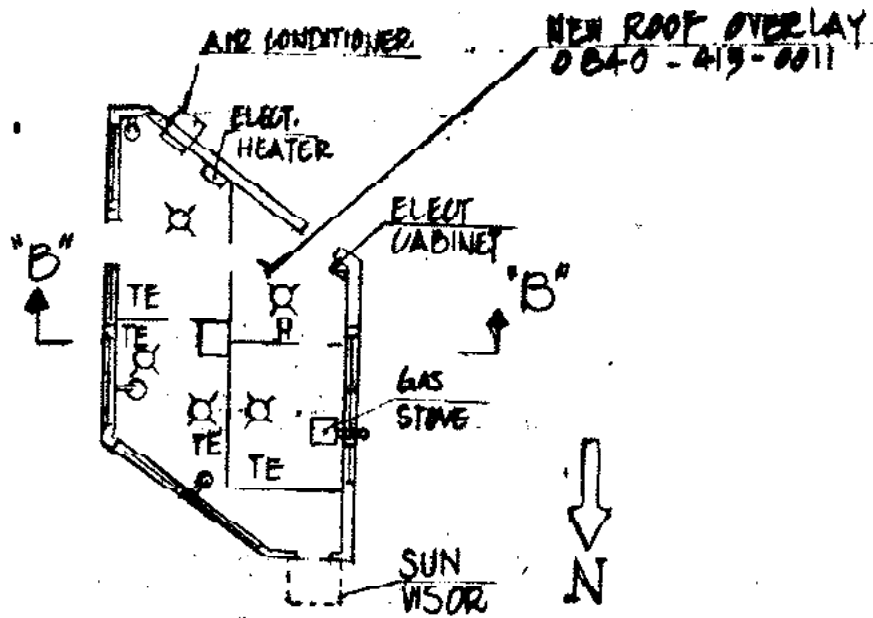 AIR CONDITIONER
NEW ROOF OVERLAY
0840-413-0011
ELECT.
HEATER
ELECT
CABINET
"B"
"B"
TE
TE
GAS
STOVE
TE
TE
SUN
VISOR
N